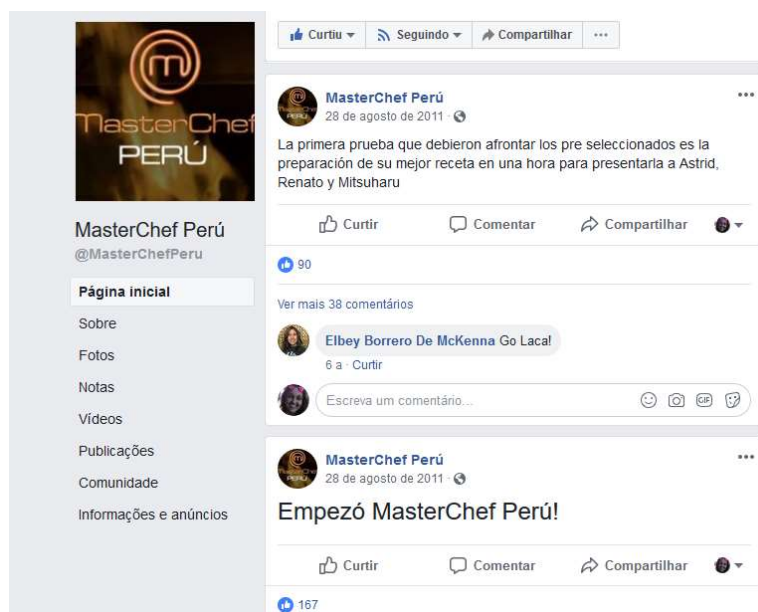 MasterChef
PERÚ
MasterChef Perú
@MasterChefPeru
Página inicial
Sobre
Fotos
Notas
Vídeos
Publicações
Comunidade
Informações e anúncios
Curtiu Seguindo Compartilhar ...
MasterChef Perú
28 de agosto de 2011 ·
La primera prueba que debieron afrontar los pre seleccionados es la
preparación de su mejor receta en una hora para presentarla a Astrid,
Renato y Mitsuharu
Curtir Comentar Compartilhar
90
Ver mais 38 comentários
Elbey Borrero De McKenna Go Laca!
6 a · Curtir
Escreva um comentário...
GIF
MasterChef Perú
28 de agosto de 2011 ·
Empezó MasterChef Perú!
Curtir Comentar Compartilhar
167